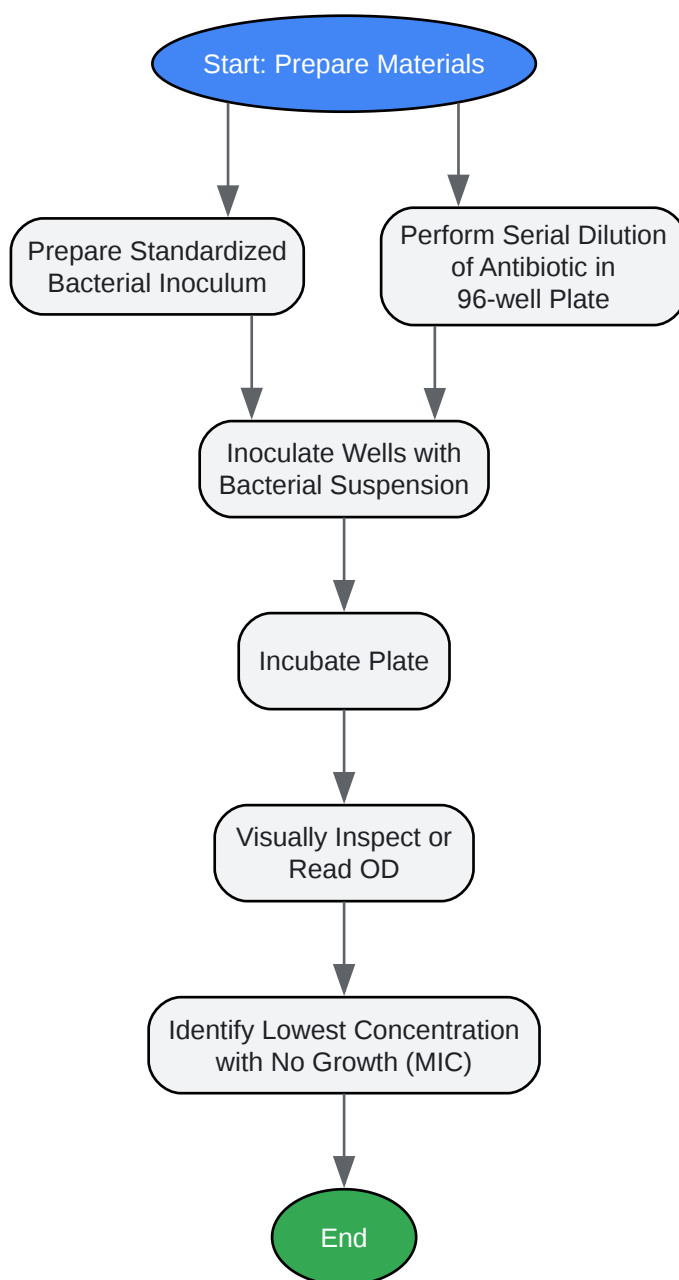 Start: Prepare Materials
Prepare Standardized
Bacterial Inoculum
Perform Serial Dilution
of Antibiotic in
96-well Plate
Inoculate Wells with
Bacterial Suspension
Incubate Plate
Visually Inspect or
Read OD
Identify Lowest Concentration
with No Growth (MIC)
End